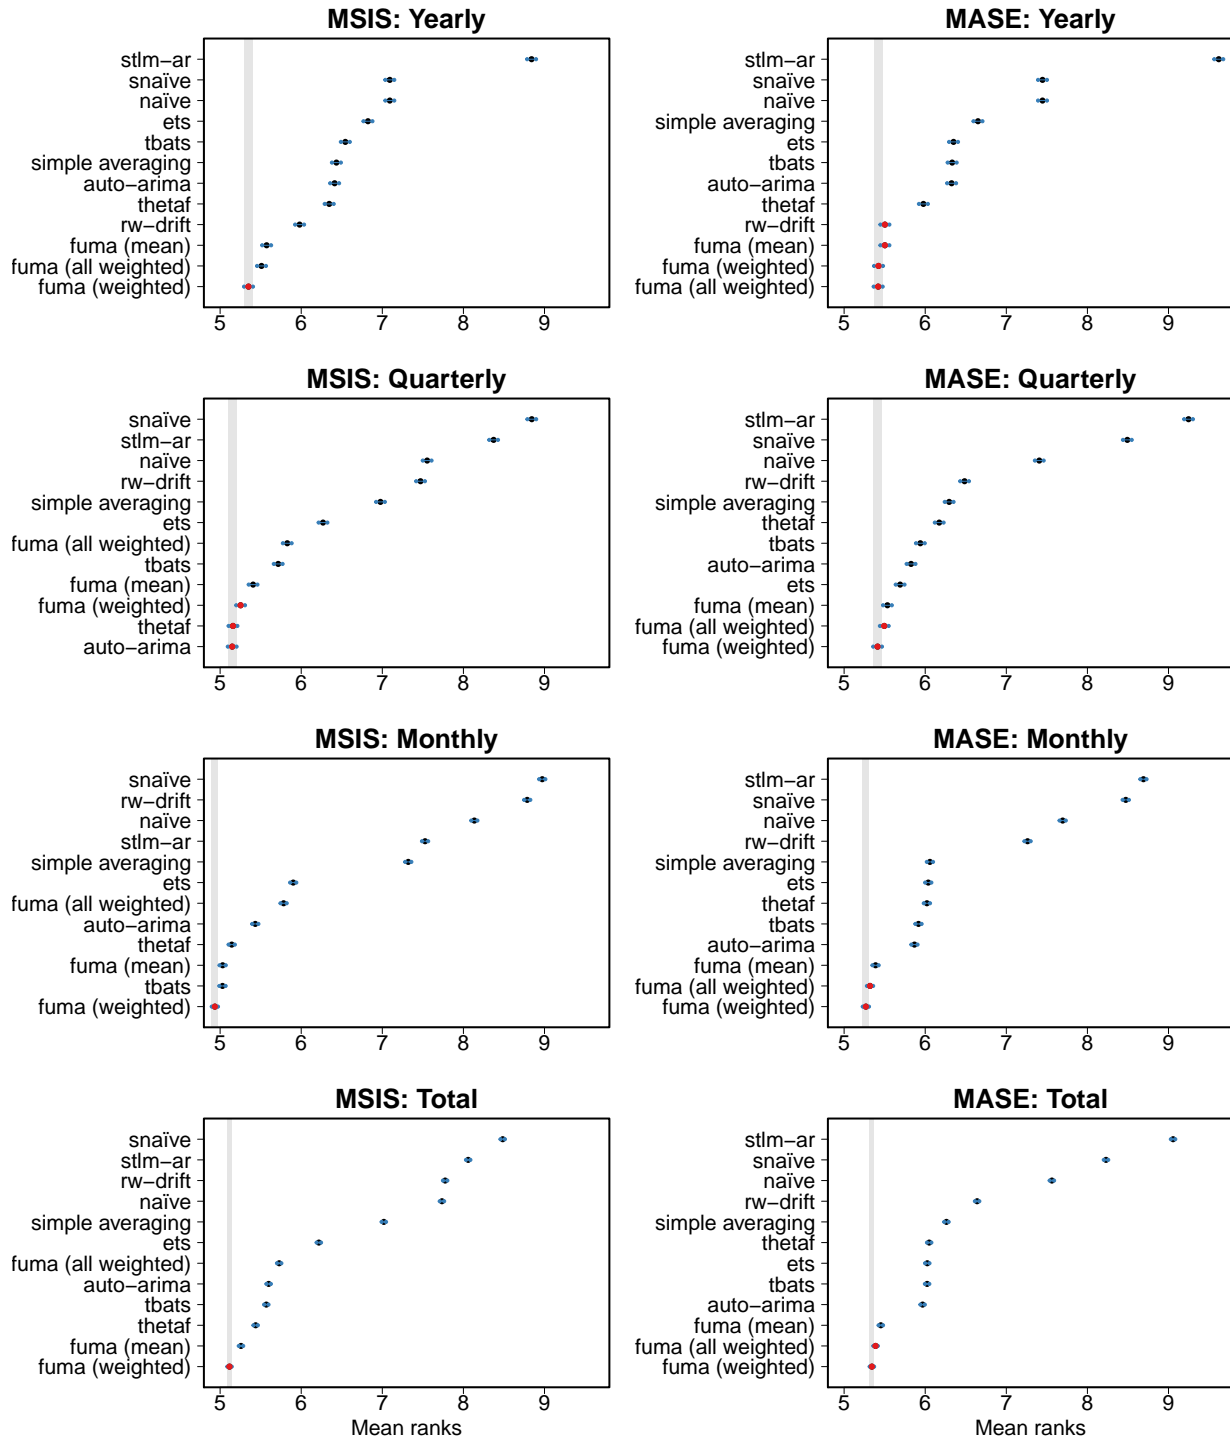 MSIS: Yearly
stlm−ar
snaïve
naïve
ets
tbats
simple averaging
auto−arima
thetaf
rw−drift
fuma (mean)
fuma (all weighted)
fuma (weighted)
5 6 7 8 9
MASE: Yearly
stlm−ar
snaïve
naïve
simple averaging
ets
tbats
auto−arima
thetaf
rw−drift
fuma (mean)
fuma (weighted)
fuma (all weighted)
5 6 7 8 9
MSIS: Quarterly
snaïve
stlm−ar
naïve
rw−drift
simple averaging
ets
fuma (all weighted)
tbats
fuma (mean)
fuma (weighted)
thetaf
auto−arima
5 6 7 8 9
MASE: Quarterly
stlm−ar
snaïve
naïve
rw−drift
simple averaging
thetaf
tbats
auto−arima
ets
fuma (mean)
fuma (all weighted)
fuma (weighted)
5 6 7 8 9
MSIS: Monthly
snaïve
rw−drift
naïve
stlm−ar
simple averaging
ets
fuma (all weighted)
auto−arima
thetaf
fuma (mean)
tbats
fuma (weighted)
5 6 7 8 9
MASE: Monthly
stlm−ar
snaïve
naïve
rw−drift
simple averaging
ets
thetaf
tbats
auto−arima
fuma (mean)
fuma (all weighted)
fuma (weighted)
5 6 7 8 9
MSIS: Total
snaïve
stlm−ar
rw−drift
naïve
simple averaging
ets
fuma (all weighted)
auto−arima
tbats
thetaf
fuma (mean)
fuma (weighted)
5 6 7 8 9
Mean ranks
MASE: Total
stlm−ar
snaïve
naïve
rw−drift
simple averaging
thetaf
ets
tbats
auto−arima
fuma (mean)
fuma (all weighted)
fuma (weighted)
5 6 7 8 9
Mean ranks